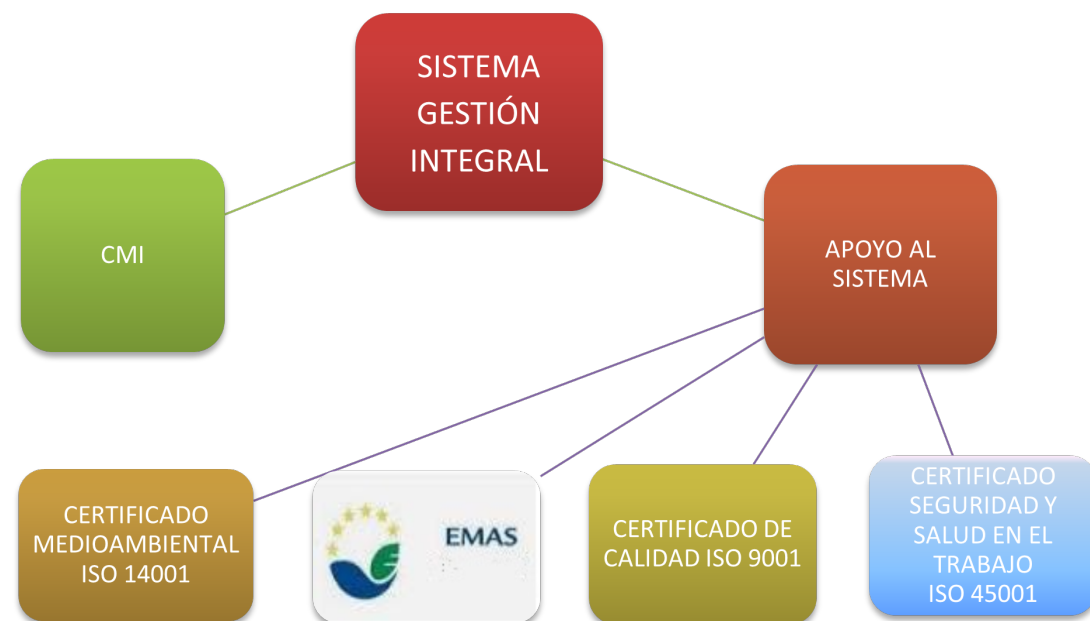 SISTEMA
GESTIÓN
INTEGRAL
CMI
APOYO AL
SISTEMA
CERTIFICADO
MEDIOAMBIENTAL
ISO 14001
EMAS
CERTIFICADO DE
CALIDAD ISO 9001
CERTIFICADO
SEGURIDAD Y
SALUD EN EL
TRABAJO
ISO 45001